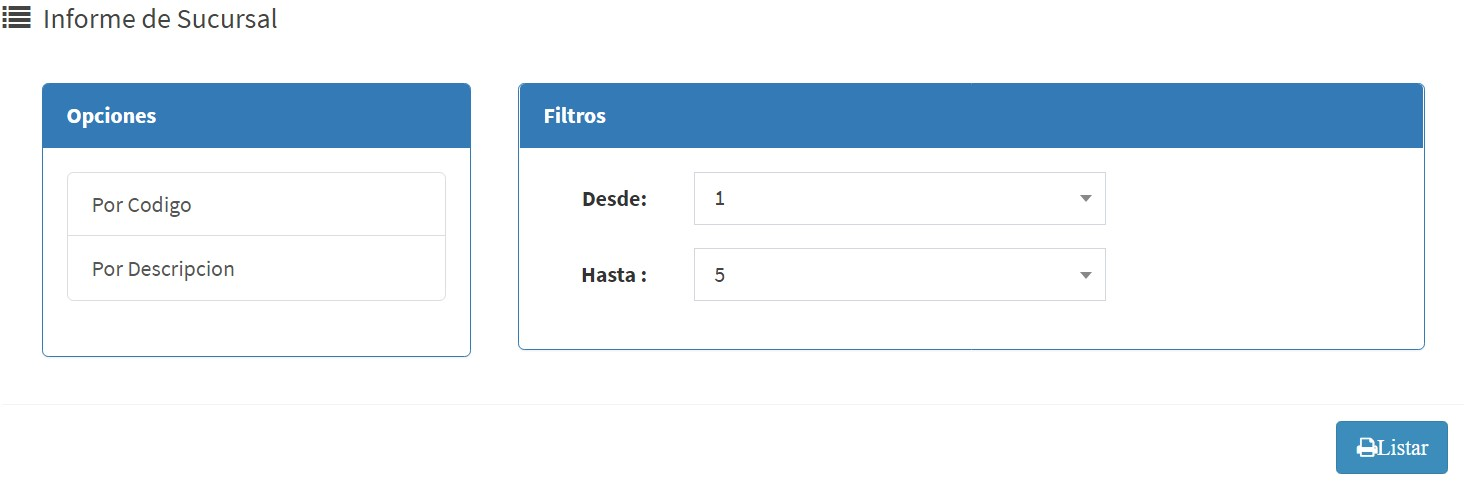 Informe de Sucursal
Opciones
Por Codigo
Por Descripcion
Filtros
Desde: 1
Hasta : 5
Listar